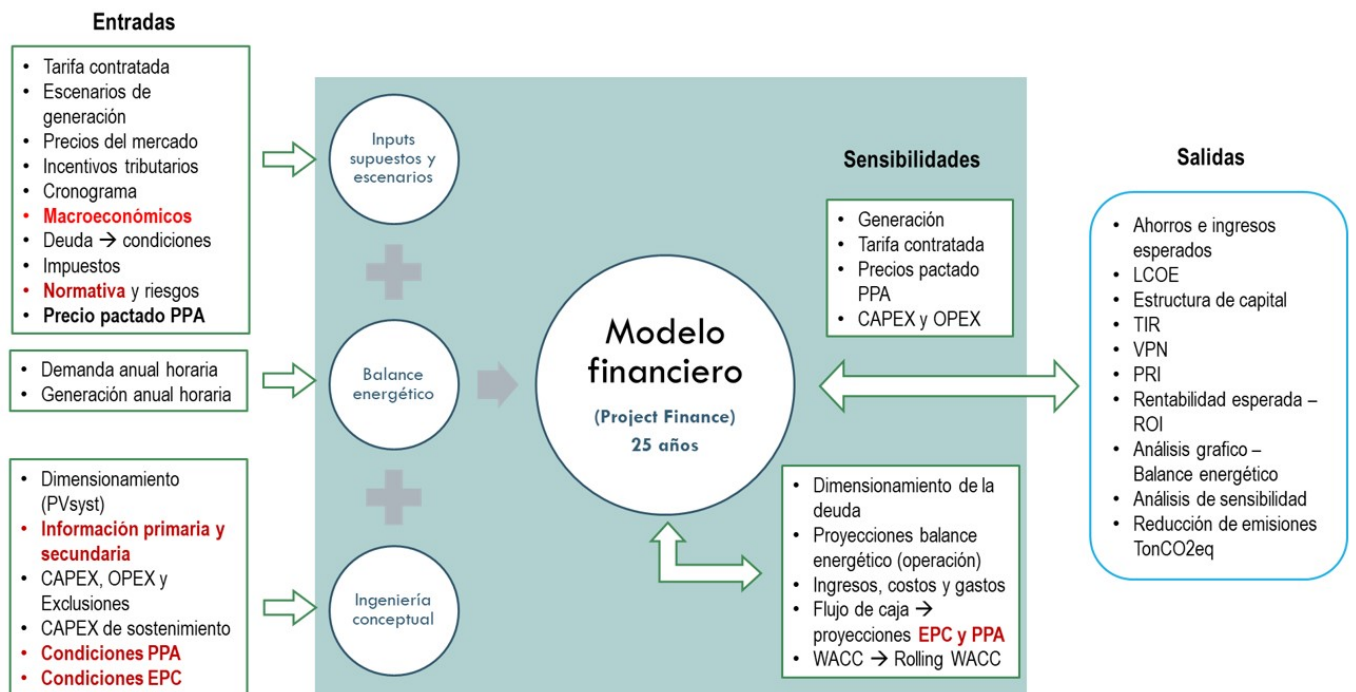 Entradas
• Tarifa contratada
• Escenarios de
generación
• Precios del mercado
• Incentivos tributarios
• Cronograma
• Macroeconómicos
• Deuda → condiciones
• Impuestos
• Normativa y riesgos
• Precio pactado PPA
• Demanda anual horaria
• Generación anual horaria
• Dimensionamiento
(PVsyst)
• Información primaria y
secundaria
• CAPEX, OPEX y
Exclusiones
• CAPEX de sostenimiento
• Condiciones PPA
• Condiciones EPC
Inputs
supuestos y
escenarios
Balance
energético
Ingeniería
conceptual
Modelo
financiero
(Project Finance)
25 años
Sensibilidades
• Generación
• Tarifa contratada
• Precios pactado
PPA
• CAPEX y OPEX
• Dimensionamiento de la
deuda
• Proyecciones balance
energético (operación)
• Ingresos, costos y gastos
• Flujo de caja →
proyecciones EPC y PPA
• WACC → Rolling WACC
Salidas
• Ahorros e ingresos
esperados
• LCOE
• Estructura de capital
• TIR
• VPN
• PRI
• Rentabilidad esperada –
ROI
• Análisis grafico –
Balance energético
• Análisis de sensibilidad
• Reducción de emisiones
TonCO2eq